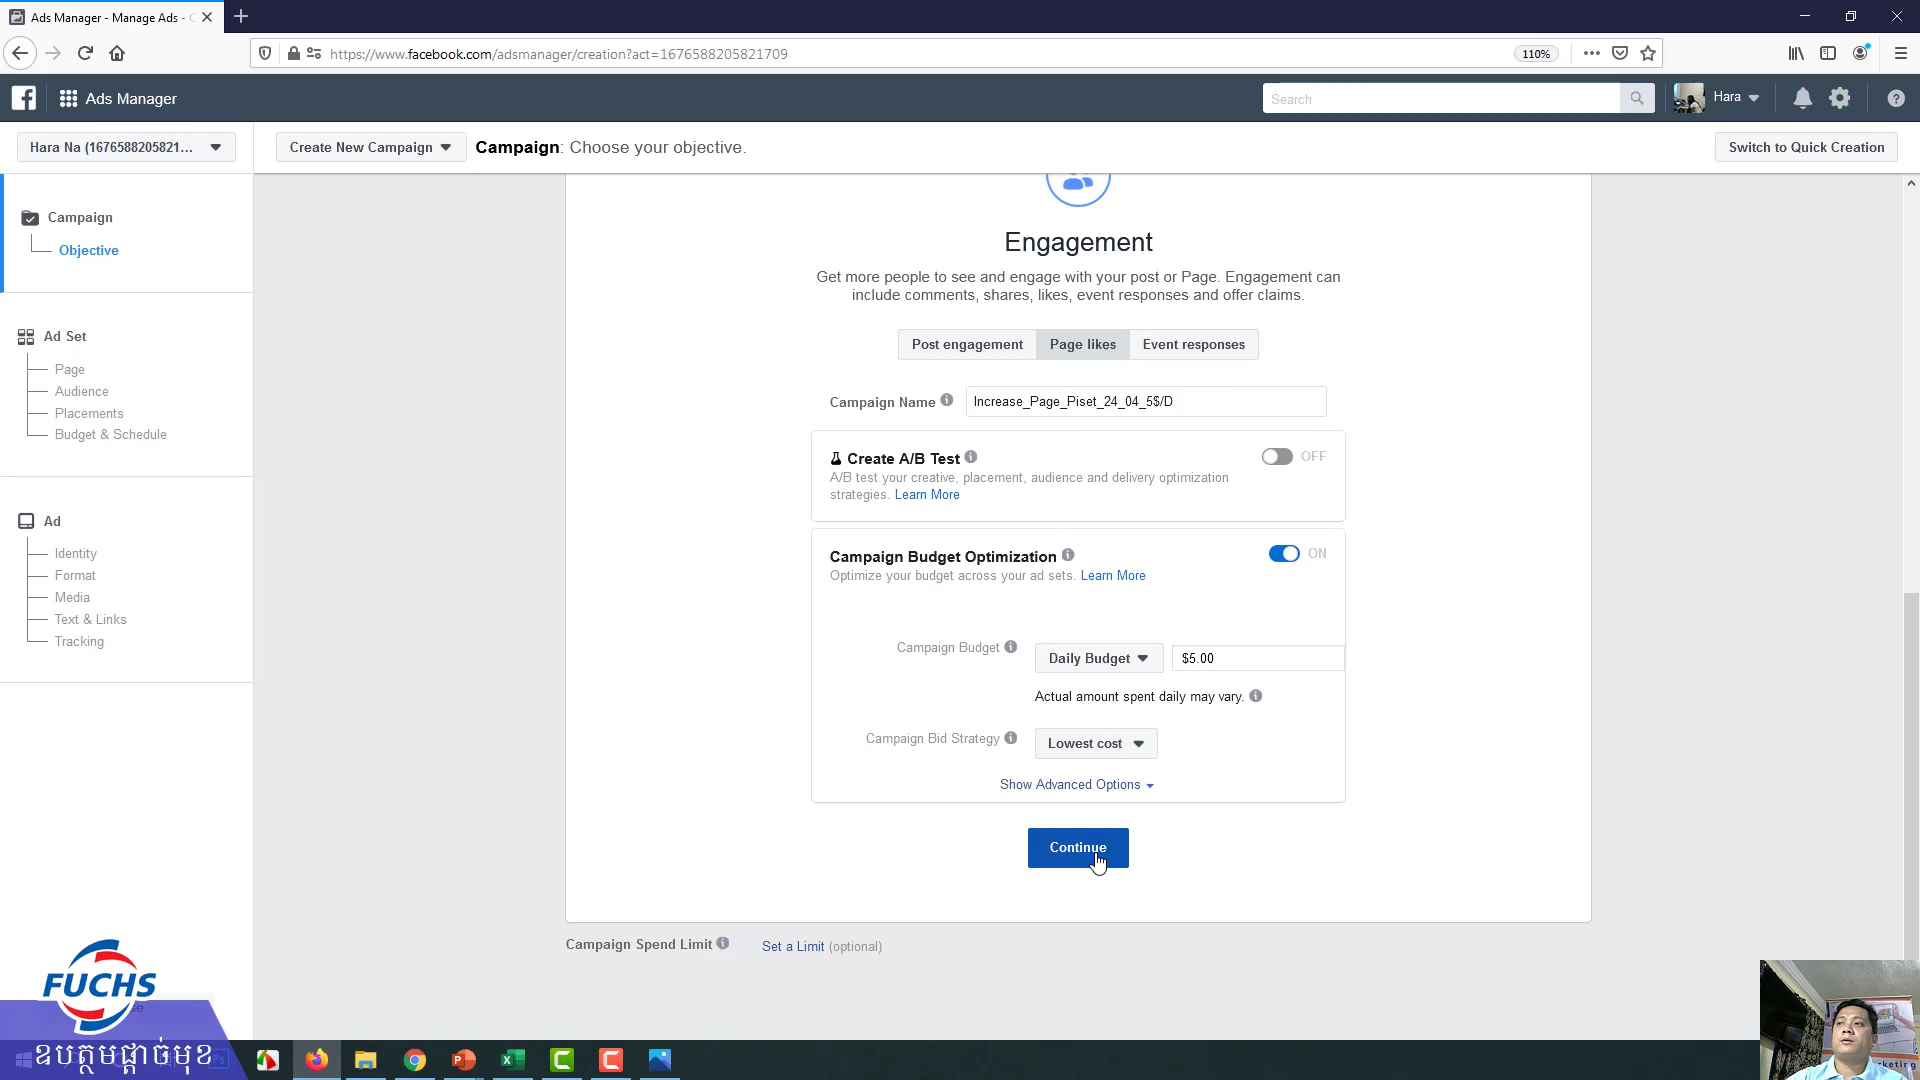 Ads Manager - Manage Ads - C
https://www.facebook.com/adsmanager/creation?act=1676588205821709
110%
Ads Manager
Search
Hara
Hara Na (1676588205821...
Create New Campaign
Campaign: Choose your objective.
Switch to Quick Creation
Campaign
Objective
Ad Set
Page
Audience
Placements
Budget & Schedule
Ad
Identity
Format
Media
Text & Links
Tracking
Engagement
Get more people to see and engage with your post or Page. Engagement can
include comments, shares, likes, event responses and offer claims.
Post engagement
Page likes
Event responses
Campaign Name
Increase_Page_Piset_24_04_5$/D
Create A/B Test
OFF
A/B test your creative, placement, audience and delivery optimization
strategies. Learn More
Campaign Budget Optimization
ON
Optimize your budget across your ad sets. Learn More
Campaign Budget
Daily Budget
$5.00
Actual amount spent daily may vary.
Campaign Bid Strategy
Lowest cost
Show Advanced Options
Continue
Campaign Spend Limit
Set a Limit (optional)
FUCHS
ឧបត្ថមផ្តាច់មុខ